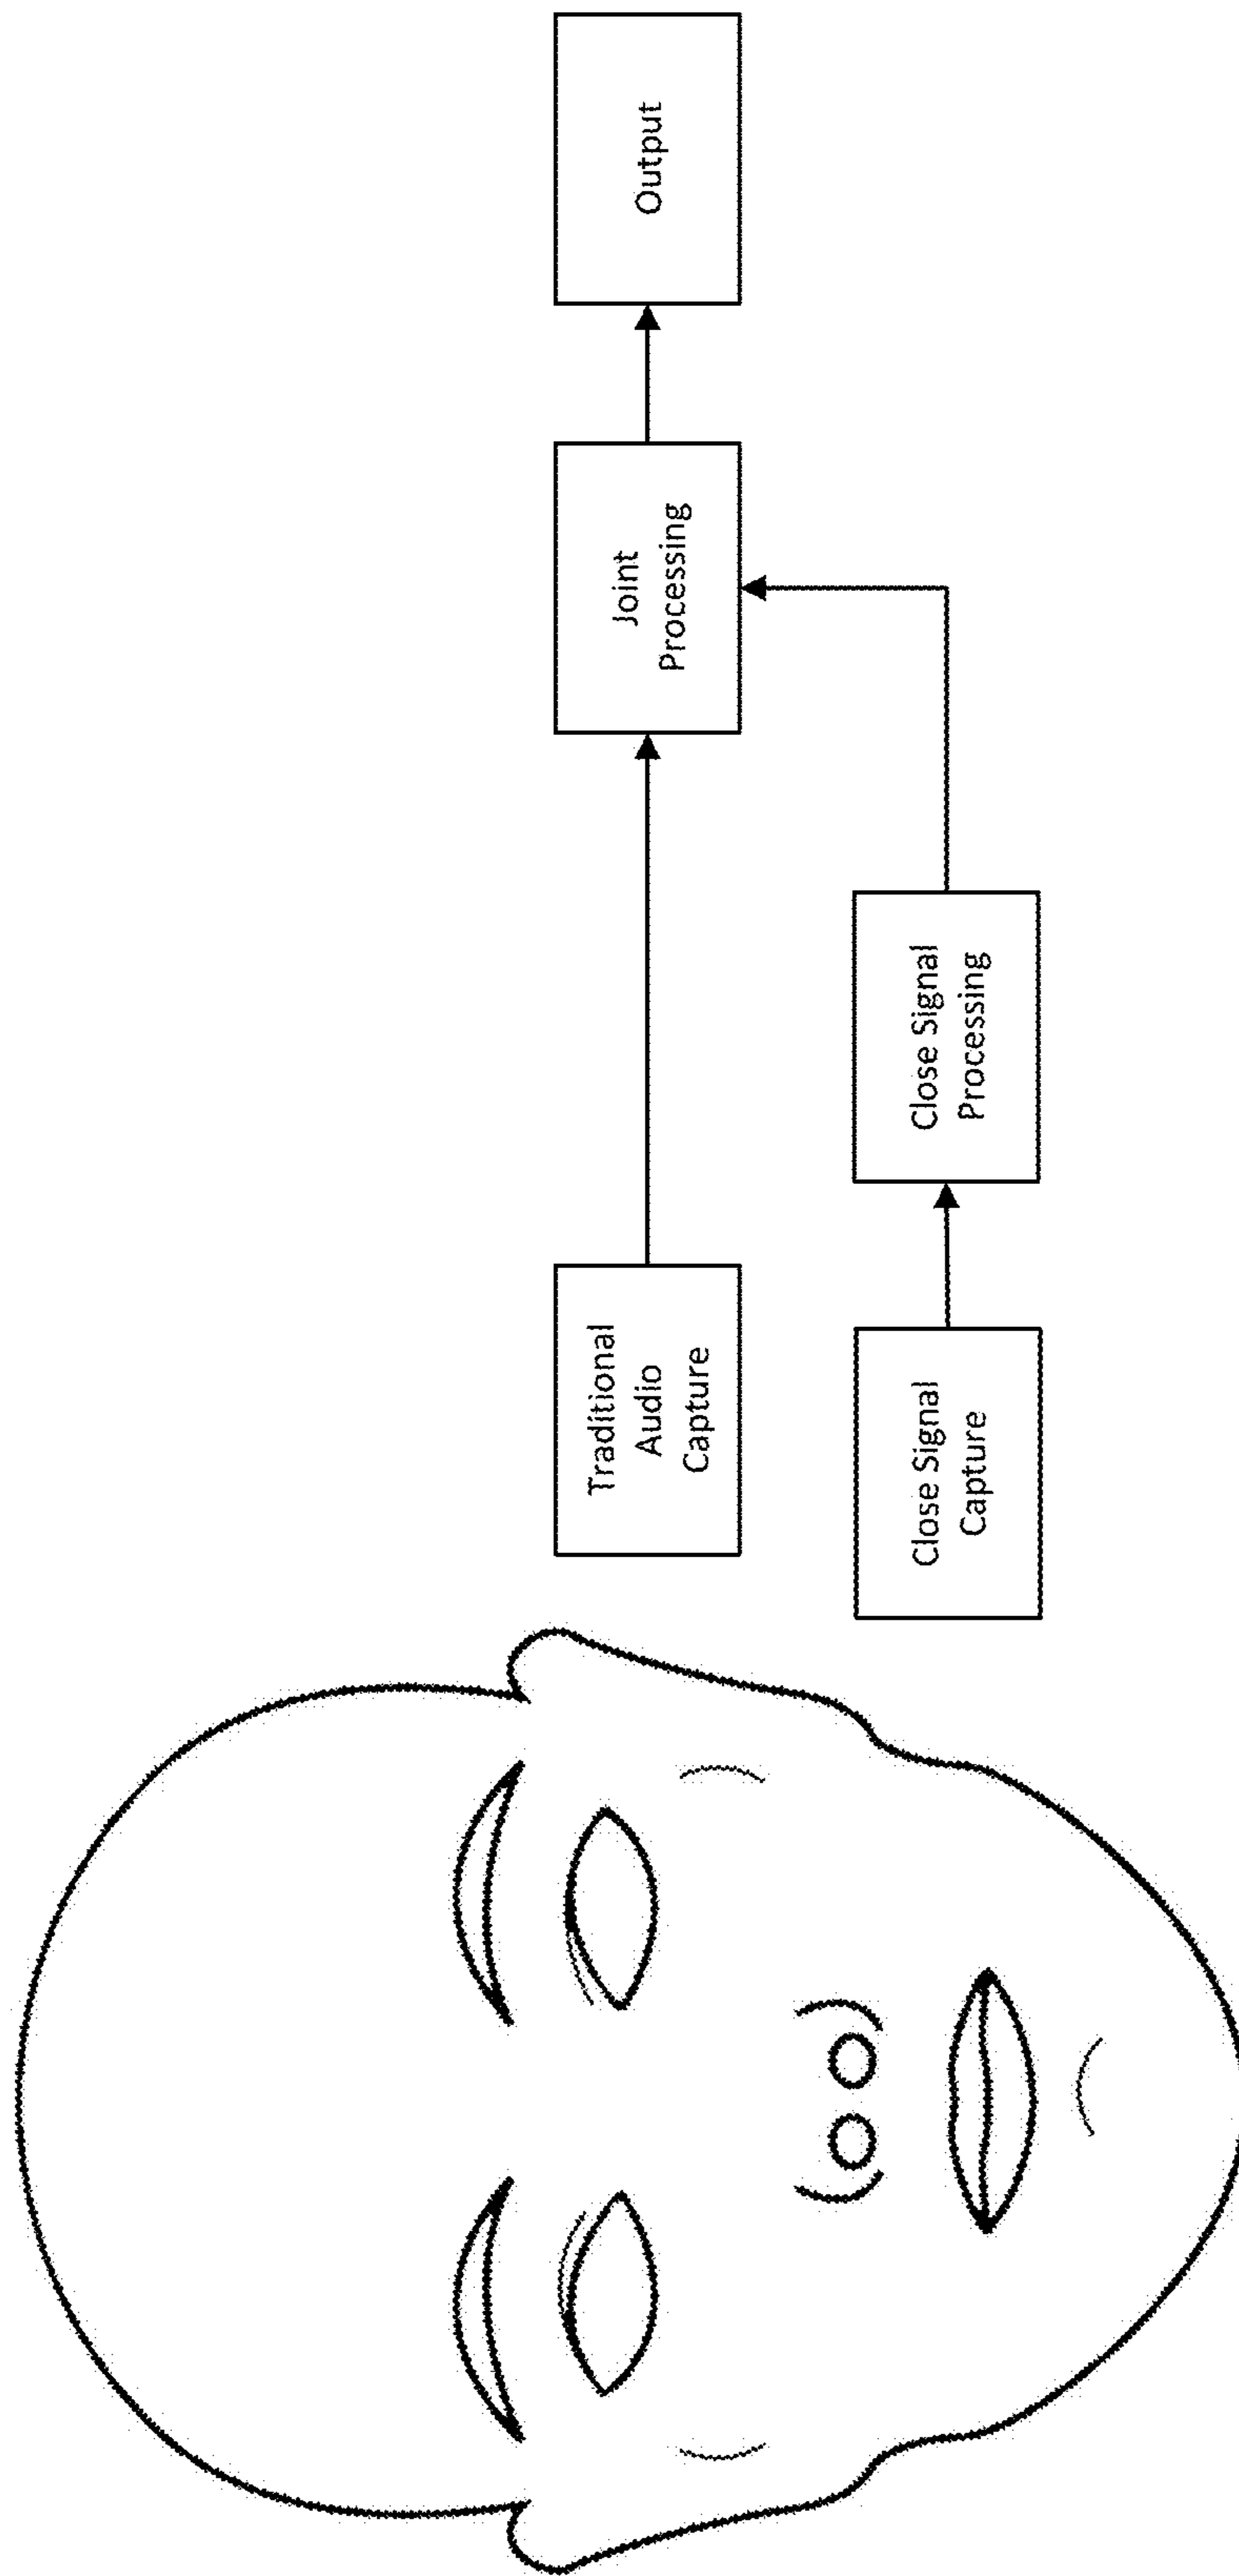 Traditional
Audio
Capture
Joint
Processing
Output
Close Signal
Capture
Close Signal
Processing